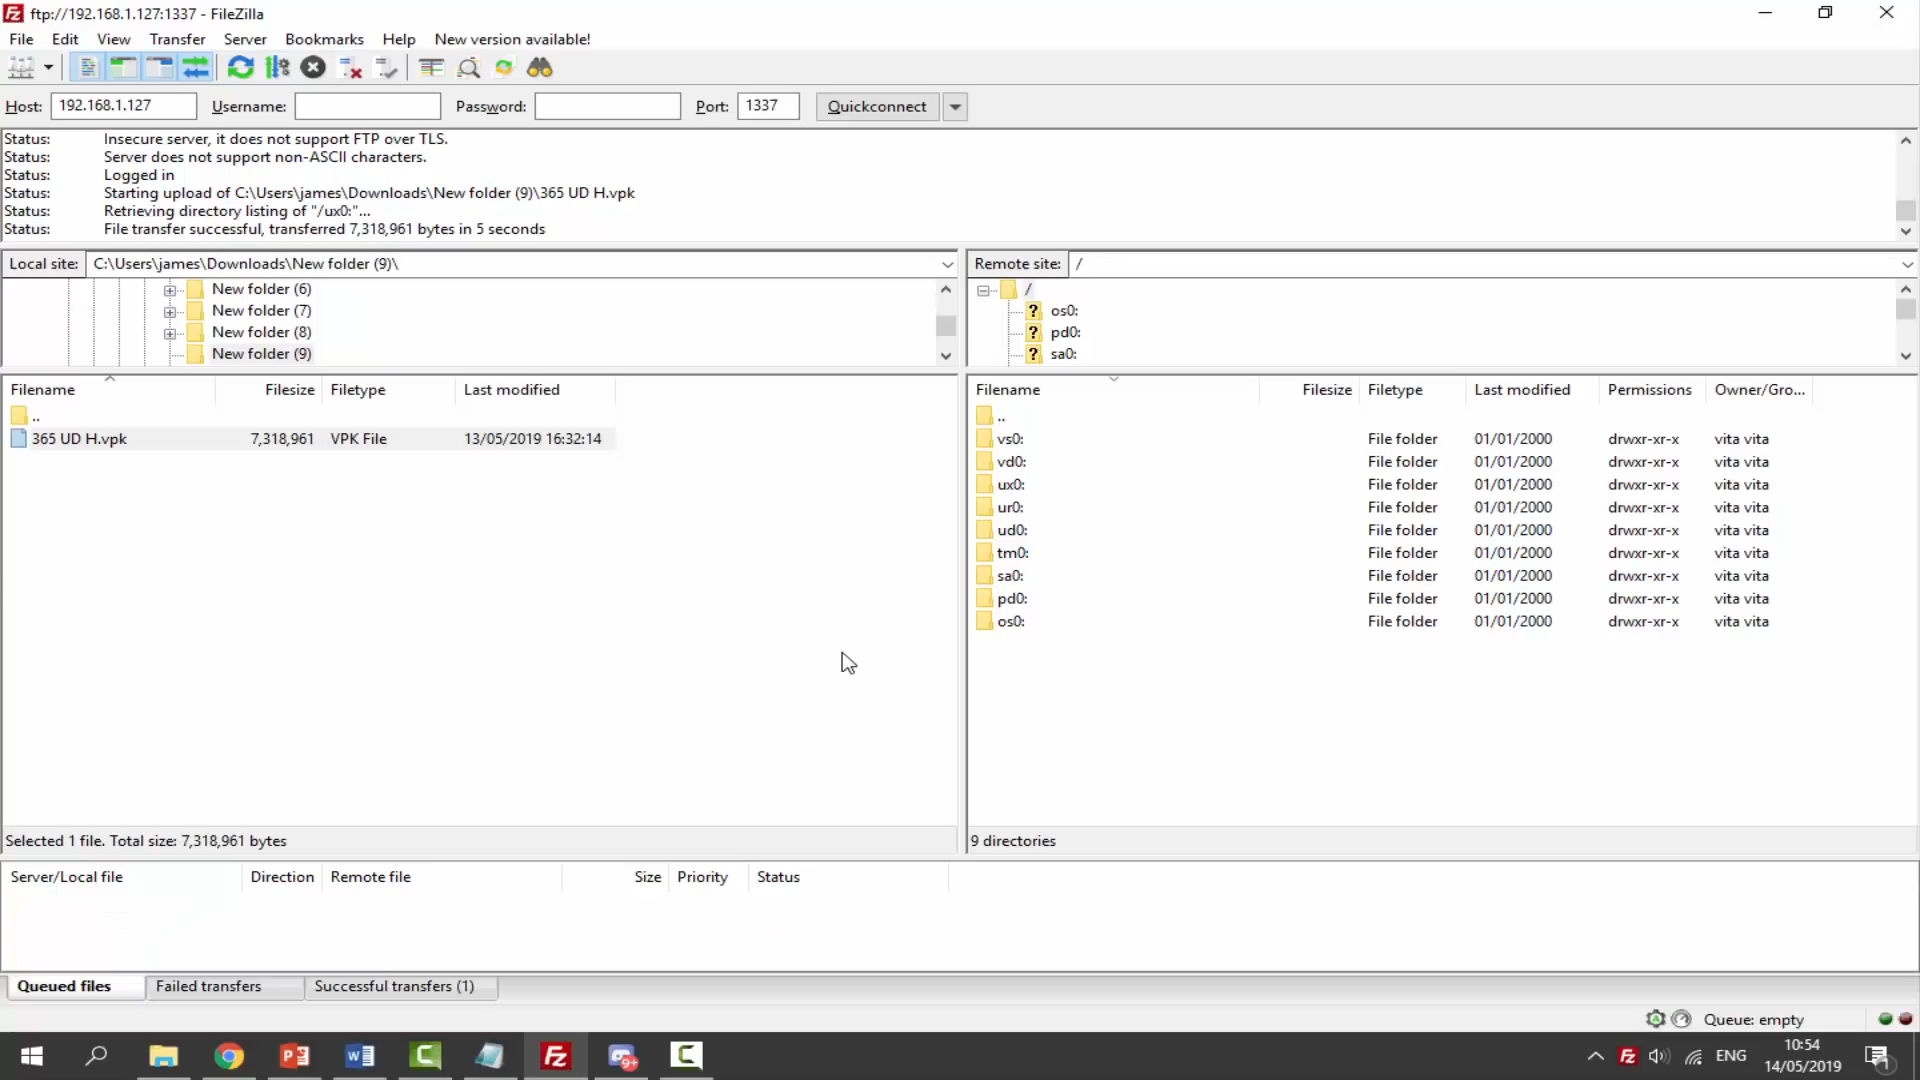 ftp://192.168.1.127:1337 - FileZilla
File Edit View Transfer Server Bookmarks Help New version available!
Host: 192.168.1.127 Username: Password: Port: 1337 Quickconnect
Status: Insecure server, it does not support FTP over TLS.
Status: Server does not support non-ASCII characters.
Status: Logged in
Status: Starting upload of C:\Users\james\Downloads\New folder (9)\365 UD H.vpk
Status: Retrieving directory listing of "/ux0:"...
Status: File transfer successful, transferred 7,318,961 bytes in 5 seconds
Local site: C:\Users\james\Downloads\New folder (9)\
New folder (6)
New folder (7)
New folder (8)
New folder (9)
Filename Filesize Filetype Last modified
..
365 UD H.vpk 7,318,961 VPK File 13/05/2019 16:32:14
Selected 1 file. Total size: 7,318,961 bytes
Remote site: /
/
? os0:
? pd0:
? sa0:
Filename Filesize Filetype Last modified Permissions Owner/Gro...
..
vs0: File folder 01/01/2000 drwxr-xr-x vita vita
vd0: File folder 01/01/2000 drwxr-xr-x vita vita
ux0: File folder 01/01/2000 drwxr-xr-x vita vita
ur0: File folder 01/01/2000 drwxr-xr-x vita vita
ud0: File folder 01/01/2000 drwxr-xr-x vita vita
tm0: File folder 01/01/2000 drwxr-xr-x vita vita
sa0: File folder 01/01/2000 drwxr-xr-x vita vita
pd0: File folder 01/01/2000 drwxr-xr-x vita vita
os0: File folder 01/01/2000 drwxr-xr-x vita vita
9 directories
Server/Local file Direction Remote file Size Priority Status
Queued files Failed transfers Successful transfers (1)
Queue: empty
9+ ENG 10:54
14/05/2019 1